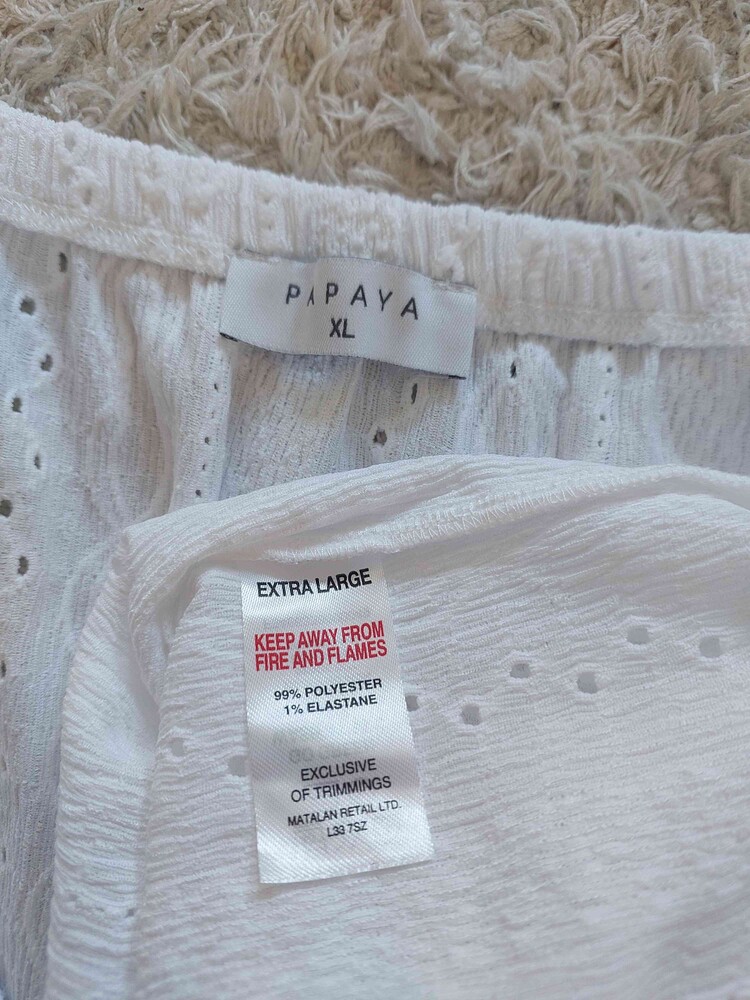 PAPAYA
XL
EXTRA LARGE
KEEP AWAY FROM
FIRE AND FLAMES
99% POLYESTER
1% ELASTANE
EXCLUSIVE
OF TRIMMINGS
MATALAN RETAIL LTD.
L33 7SZ